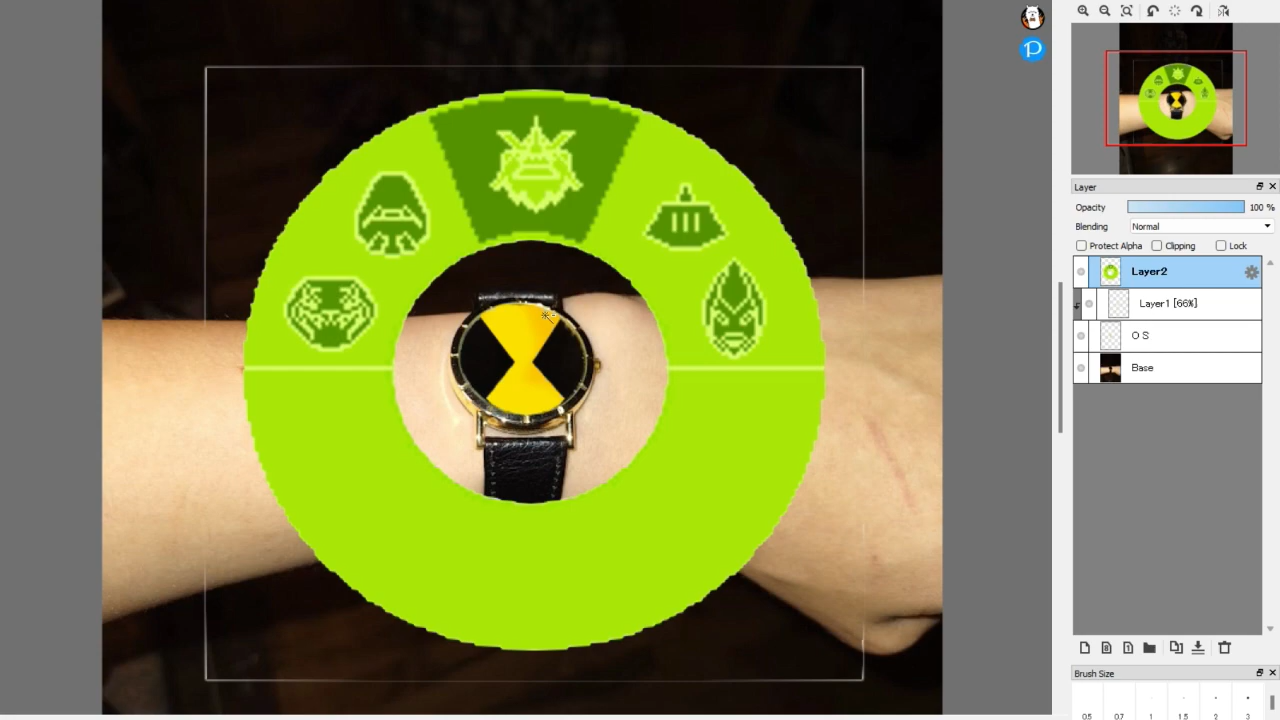 Layer
Opacity 100 %
Blending Normal
Protect Alpha Clipping Lock
Layer2
Layer1 [66%]
O S
Base
Brush Size
0.5 0.7 1 1.5 2 3